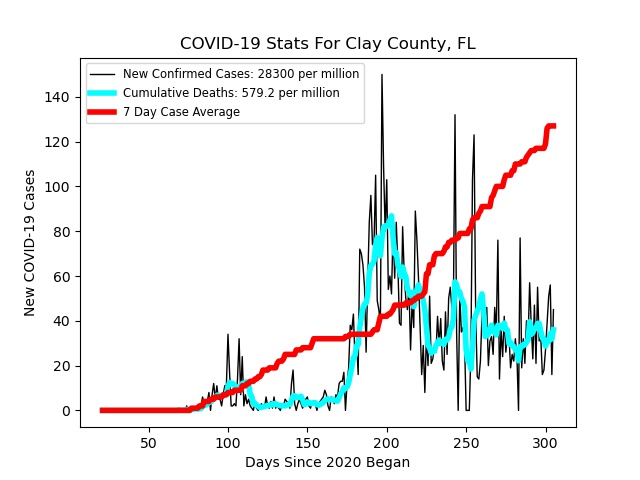 COVID-19 Stats For Clay County, FL
New Confirmed Cases: 28300 per million
Cumulative Deaths: 579.2 per million
7 Day Case Average
New COVID-19 Cases
140
120
100
80
60
40
20
0
50 100 150 200 250 300
Days Since 2020 Began